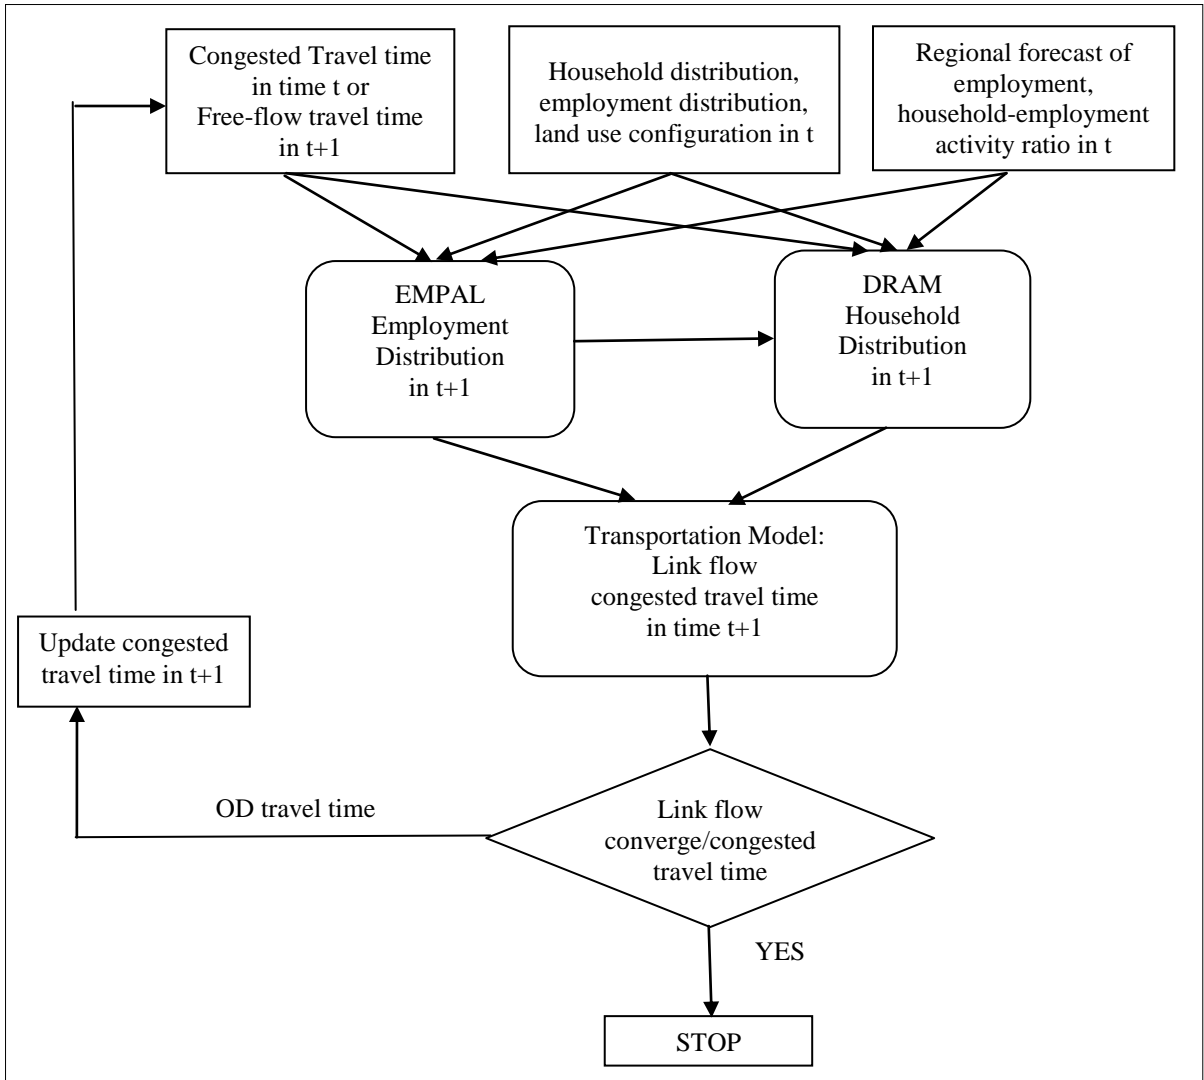 Congested Travel time
in time t or
Free-flow travel time
in t+1
Household distribution,
employment distribution,
land use configuration in t
Regional forecast of
employment,
household-employment
activity ratio in t
EMPAL
Employment
Distribution
in t+1
DRAM
Household
Distribution
in t+1
Transportation Model:
Link flow
congested travel time
in time t+1
Update congested
travel time in t+1
OD travel time
Link flow
converge/congested
travel time
YES
STOP